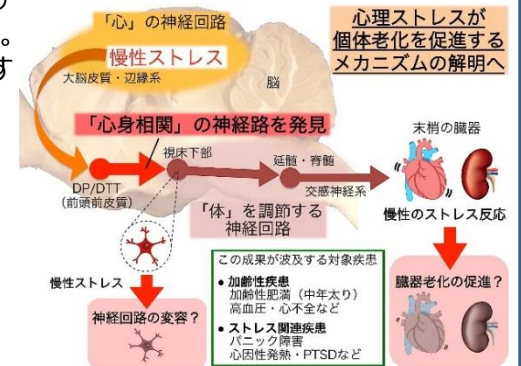 。
す
「心」の神経回路
慢性ストレス
大脳皮質・辺縁系
脳
心理ストレスが
個体老化を促進する
メカニズムの解明へ
「心身相関」の神経路を発見
視床下部
延髄・脊髄
交感神経系
末梢の臓器
DP/DTT
(前頭前皮質)
「体」を調節する
神経回路
慢性のストレス反応
慢性ストレス
神経回路の変容?
この成果が波及する対象疾患
● 加齢性疾患
加齢性肥満(中年太り)
高血圧・心不全など
● ストレス関連疾患
パニック障害
心因性発熱・PTSDなど
臓器老化の促進?